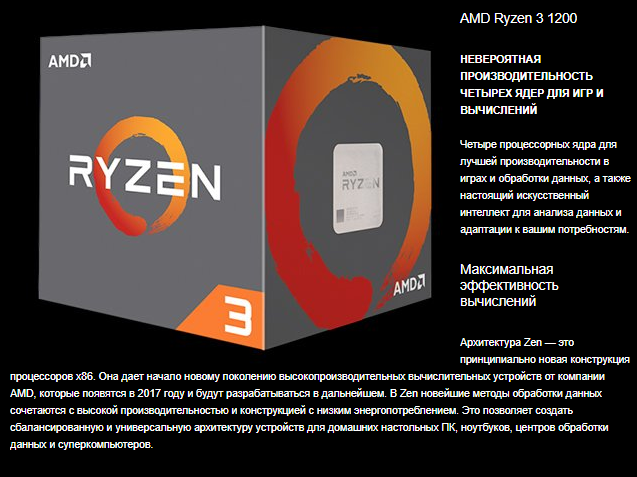 AMD Ryzen 3 1200
НЕВЕРОЯТНАЯ
ПРОИЗВОДИТЕЛЬНОСТЬ
ЧЕТЫРЕХ ЯДЕР ДЛЯ ИГР И
ВЫЧИСЛЕНИЙ
Четыре процессорных ядра для
лучшей производительности в
играх и обработки данных, а также
настоящий искусственный
интеллект для анализа данных и
адаптации к вашим потребностям.
Максимальная
эффективность
вычислений
Архитектура Zen — это
принципиально новая конструкция
процессоров x86. Она дает начало новому поколению высокопроизводительных вычислительных устройств от компании
AMD, которые появятся в 2017 году и будут разрабатываться в дальнейшем. В Zen новейшие методы обработки данных
сочетаются с высокой производительностью и конструкцией с низким энергопотреблением. Это позволяет создать
сбалансированную и универсальную архитектуру устройств для домашних настольных ПК, ноутбуков, центров обработки
данных и суперкомпьютеров.
AMD
RYZEN
3
AMD
RYZEN
AMD